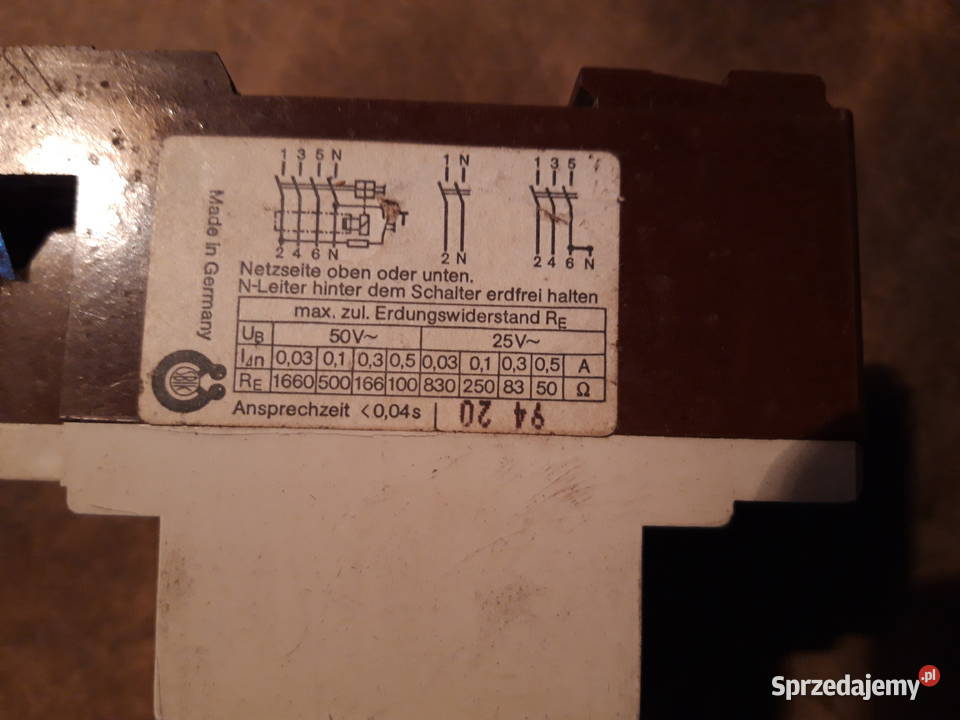 1 3 5 N
1 N
1 3 5
2 4 6 N
2 N
2 4 6 N
Netzseite oben oder unten.
N-Leiter hinter dem Schalter erdfrei halten
max. zul. Erdungswiderstand RE
UB 50V~ 25V~
IΔn 0,03 0,1 0,3 0,5 0,03 0,1 0,3 0,5 A
RE 1660 500 166 100 830 250 83 50 Ω
Ansprechzeit <0,04s
94 20
Made in Germany
Sprzedajemy.pl